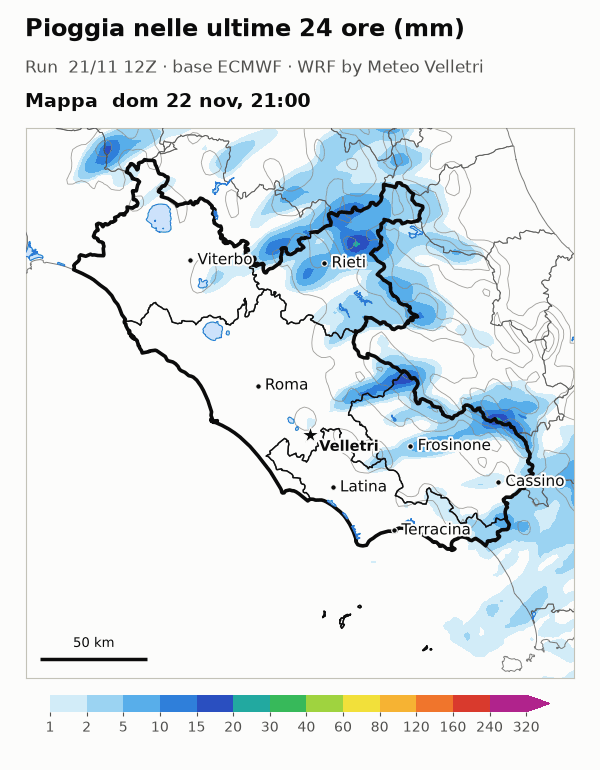 Pioggia nelle ultime 24 ore (mm)
Run 21/11 12Z · base ECMWF · WRF by Meteo Velletri
Mappa dom 22 nov, 21:00
Viterbo
Rieti
Roma
Velletri
Frosinone
Latina
Cassino
Terracina
50 km
1 2 5 10 15 20 30 40 60 80 120 160 240 320